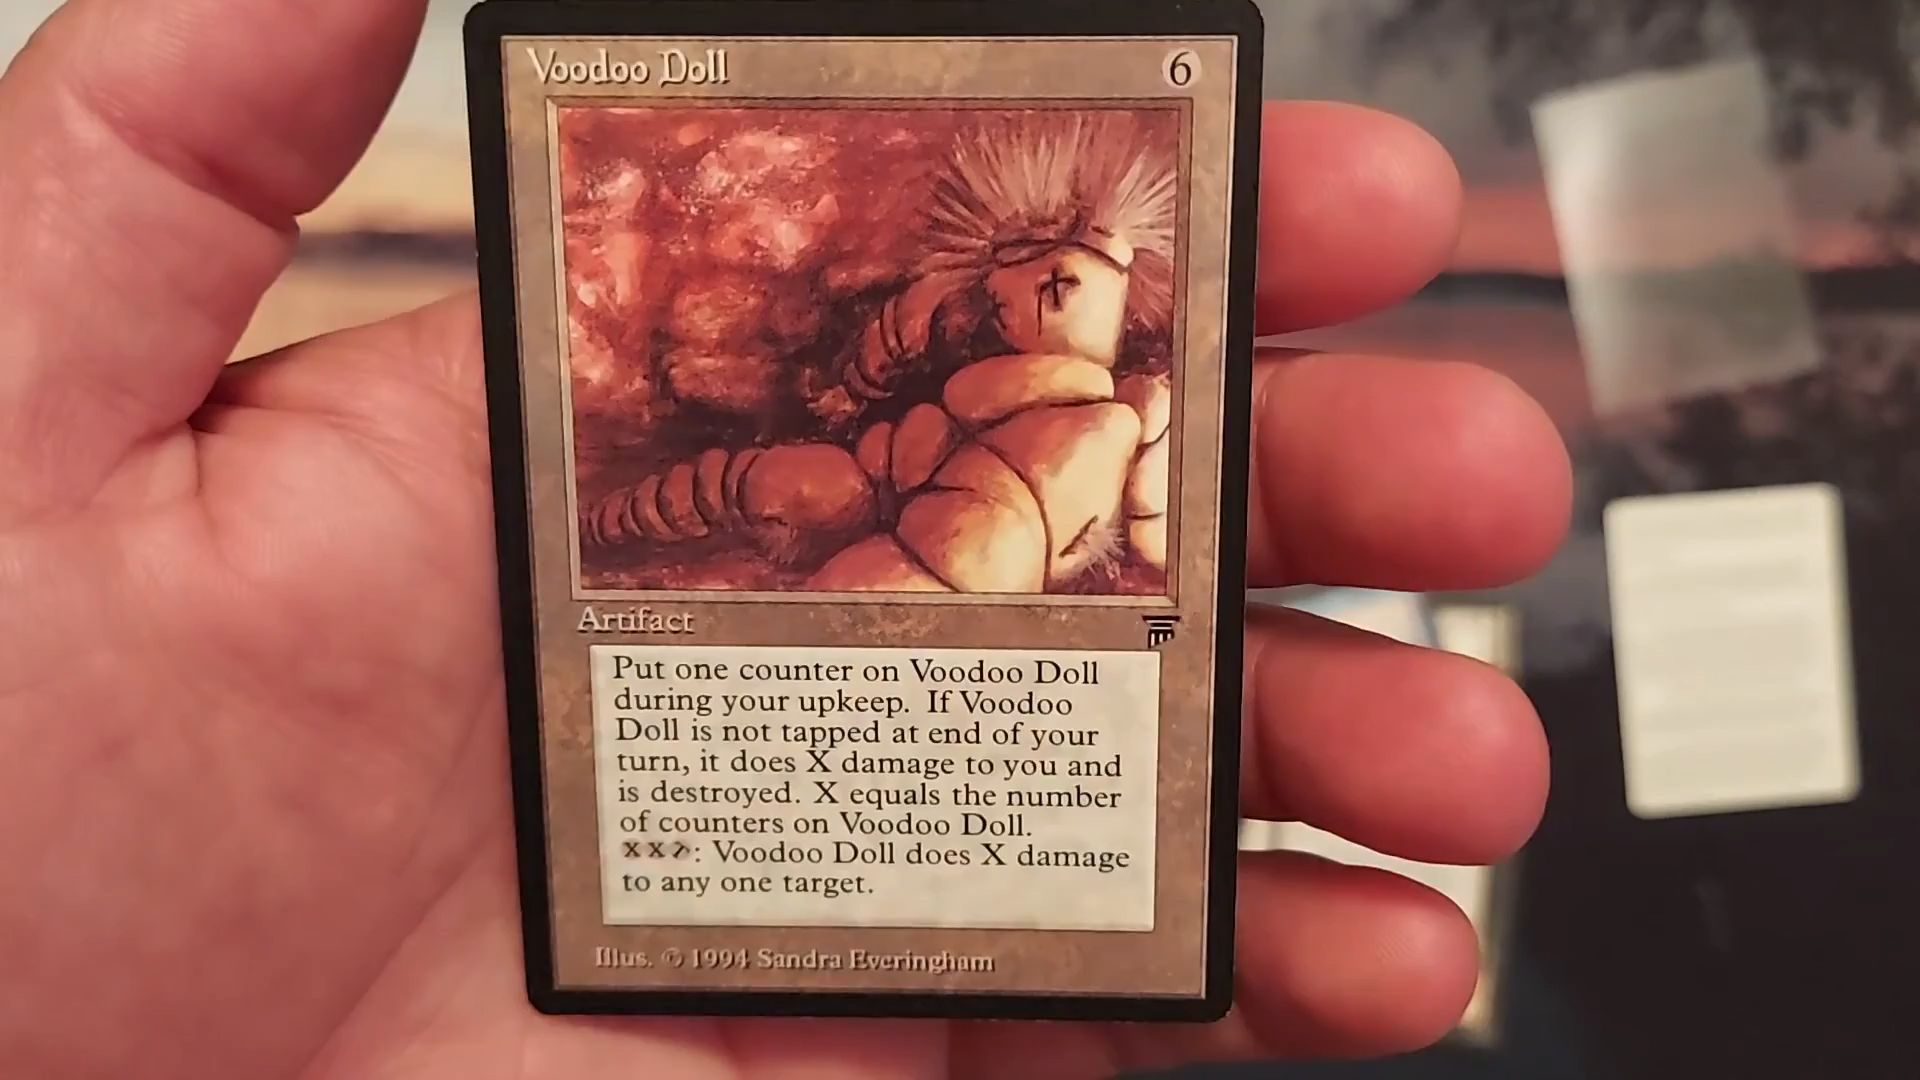 Voodoo Doll 6
Artifact
Put one counter on Voodoo Doll
during your upkeep. If Voodoo
Doll is not tapped at end of your
turn, it does X damage to you and
is destroyed. X equals the number
of counters on Voodoo Doll.
X X : Voodoo Doll does X damage
to any one target.
Illus. © 1994 Sandra Everingham